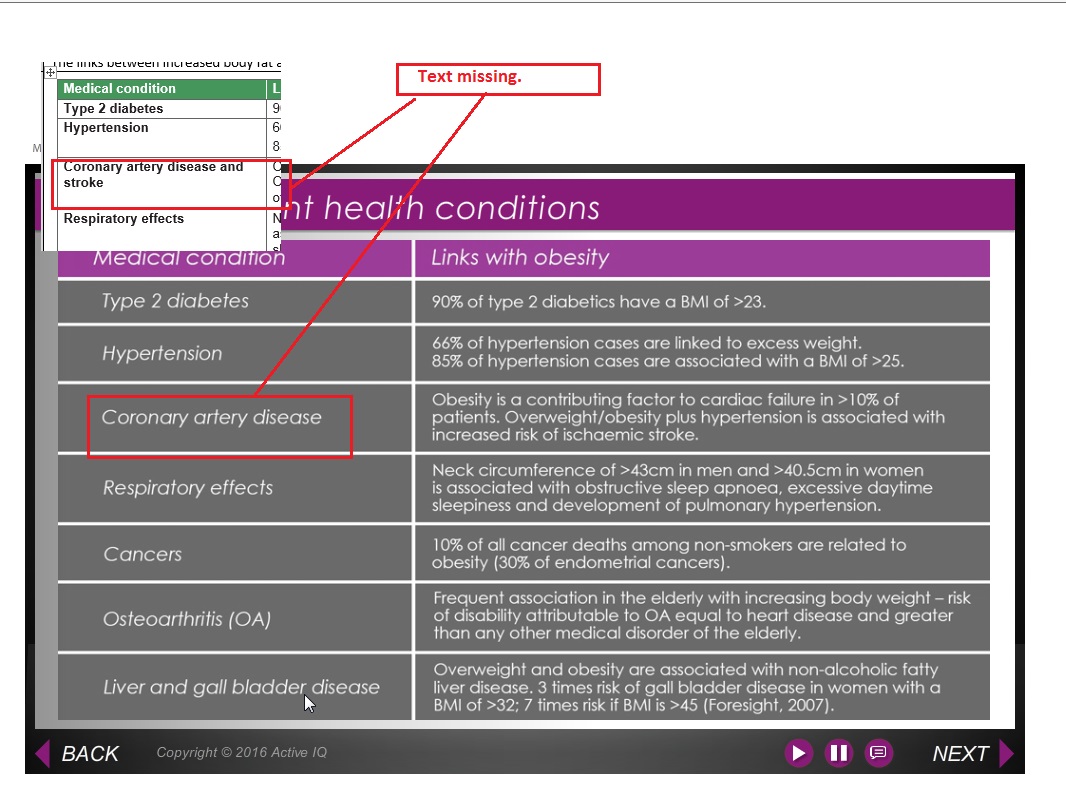 The links between increased body fat a
Text missing.
Medical condition L
Type 2 diabetes 9
Hypertension 6
8
M
Coronary artery disease and
stroke O
o
Respiratory effects N
a
nt health conditions
Medical condition Links with obesity
Type 2 diabetes 90% of type 2 diabetics have a BMI of >23.
Hypertension 66% of hypertension cases are linked to excess weight.
85% of hypertension cases are associated with a BMI of >25.
Coronary artery disease Obesity is a contributing factor to cardiac failure in >10% of
patients. Overweight/obesity plus hypertension is associated with
increased risk of ischaemic stroke.
Respiratory effects Neck circumference of >43cm in men and >40.5cm in women
is associated with obstructive sleep apnoea, excessive daytime
sleepiness and development of pulmonary hypertension.
Cancers 10% of all cancer deaths among non-smokers are related to
obesity (30% of endometrial cancers).
Osteoarthritis (OA) Frequent association in the elderly with increasing body weight – risk
of disability attributable to OA equal to heart disease and greater
than any other medical disorder of the elderly.
Liver and gall bladder disease Overweight and obesity are associated with non-alcoholic fatty
liver disease. 3 times risk of gall bladder disease in women with a
BMI of >32; 7 times risk if BMI is >45 (Foresight, 2007).
BACK Copyright © 2016 Active IQ NEXT